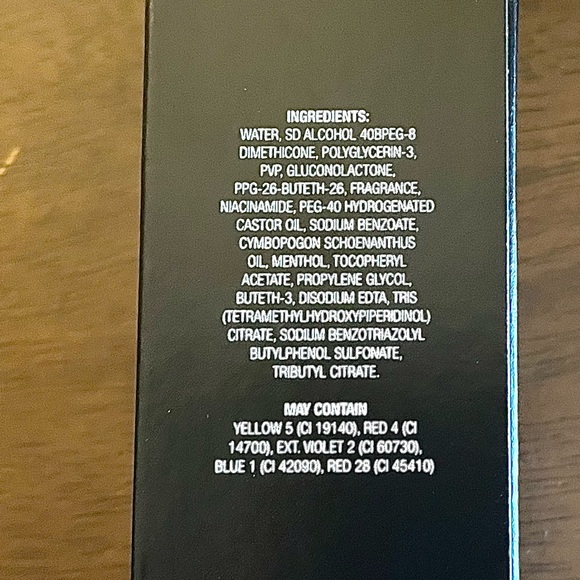 INGREDIENTS:
WATER, SD ALCOHOL 40BPEG-8
DIMETHICONE, POLYGLYCERIN-3,
PVP, GLUCONOLACTONE,
PPG-26-BUTETH-26, FRAGRANCE,
NIACINAMIDE, PEG-40 HYDROGENATED
CASTOR OIL, SODIUM BENZOATE,
CYMBOPOGON SCHOENANTHUS
OIL, MENTHOL, TOCOPHERYL
ACETATE, PROPYLENE GLYCOL,
BUTETH-3, DISODIUM EDTA, TRIS
(TETRAMETHYLHYDROXYPIPERIDINOL)
CITRATE, SODIUM BENZOTRIAZOLYL
BUTYLPHENOL SULFONATE,
TRIBUTYL CITRATE.
MAY CONTAIN
YELLOW 5 (CI 19140), RED 4 (CI
14700), EXT. VIOLET 2 (CI 60730),
BLUE 1 (CI 42090), RED 28 (CI 45410)